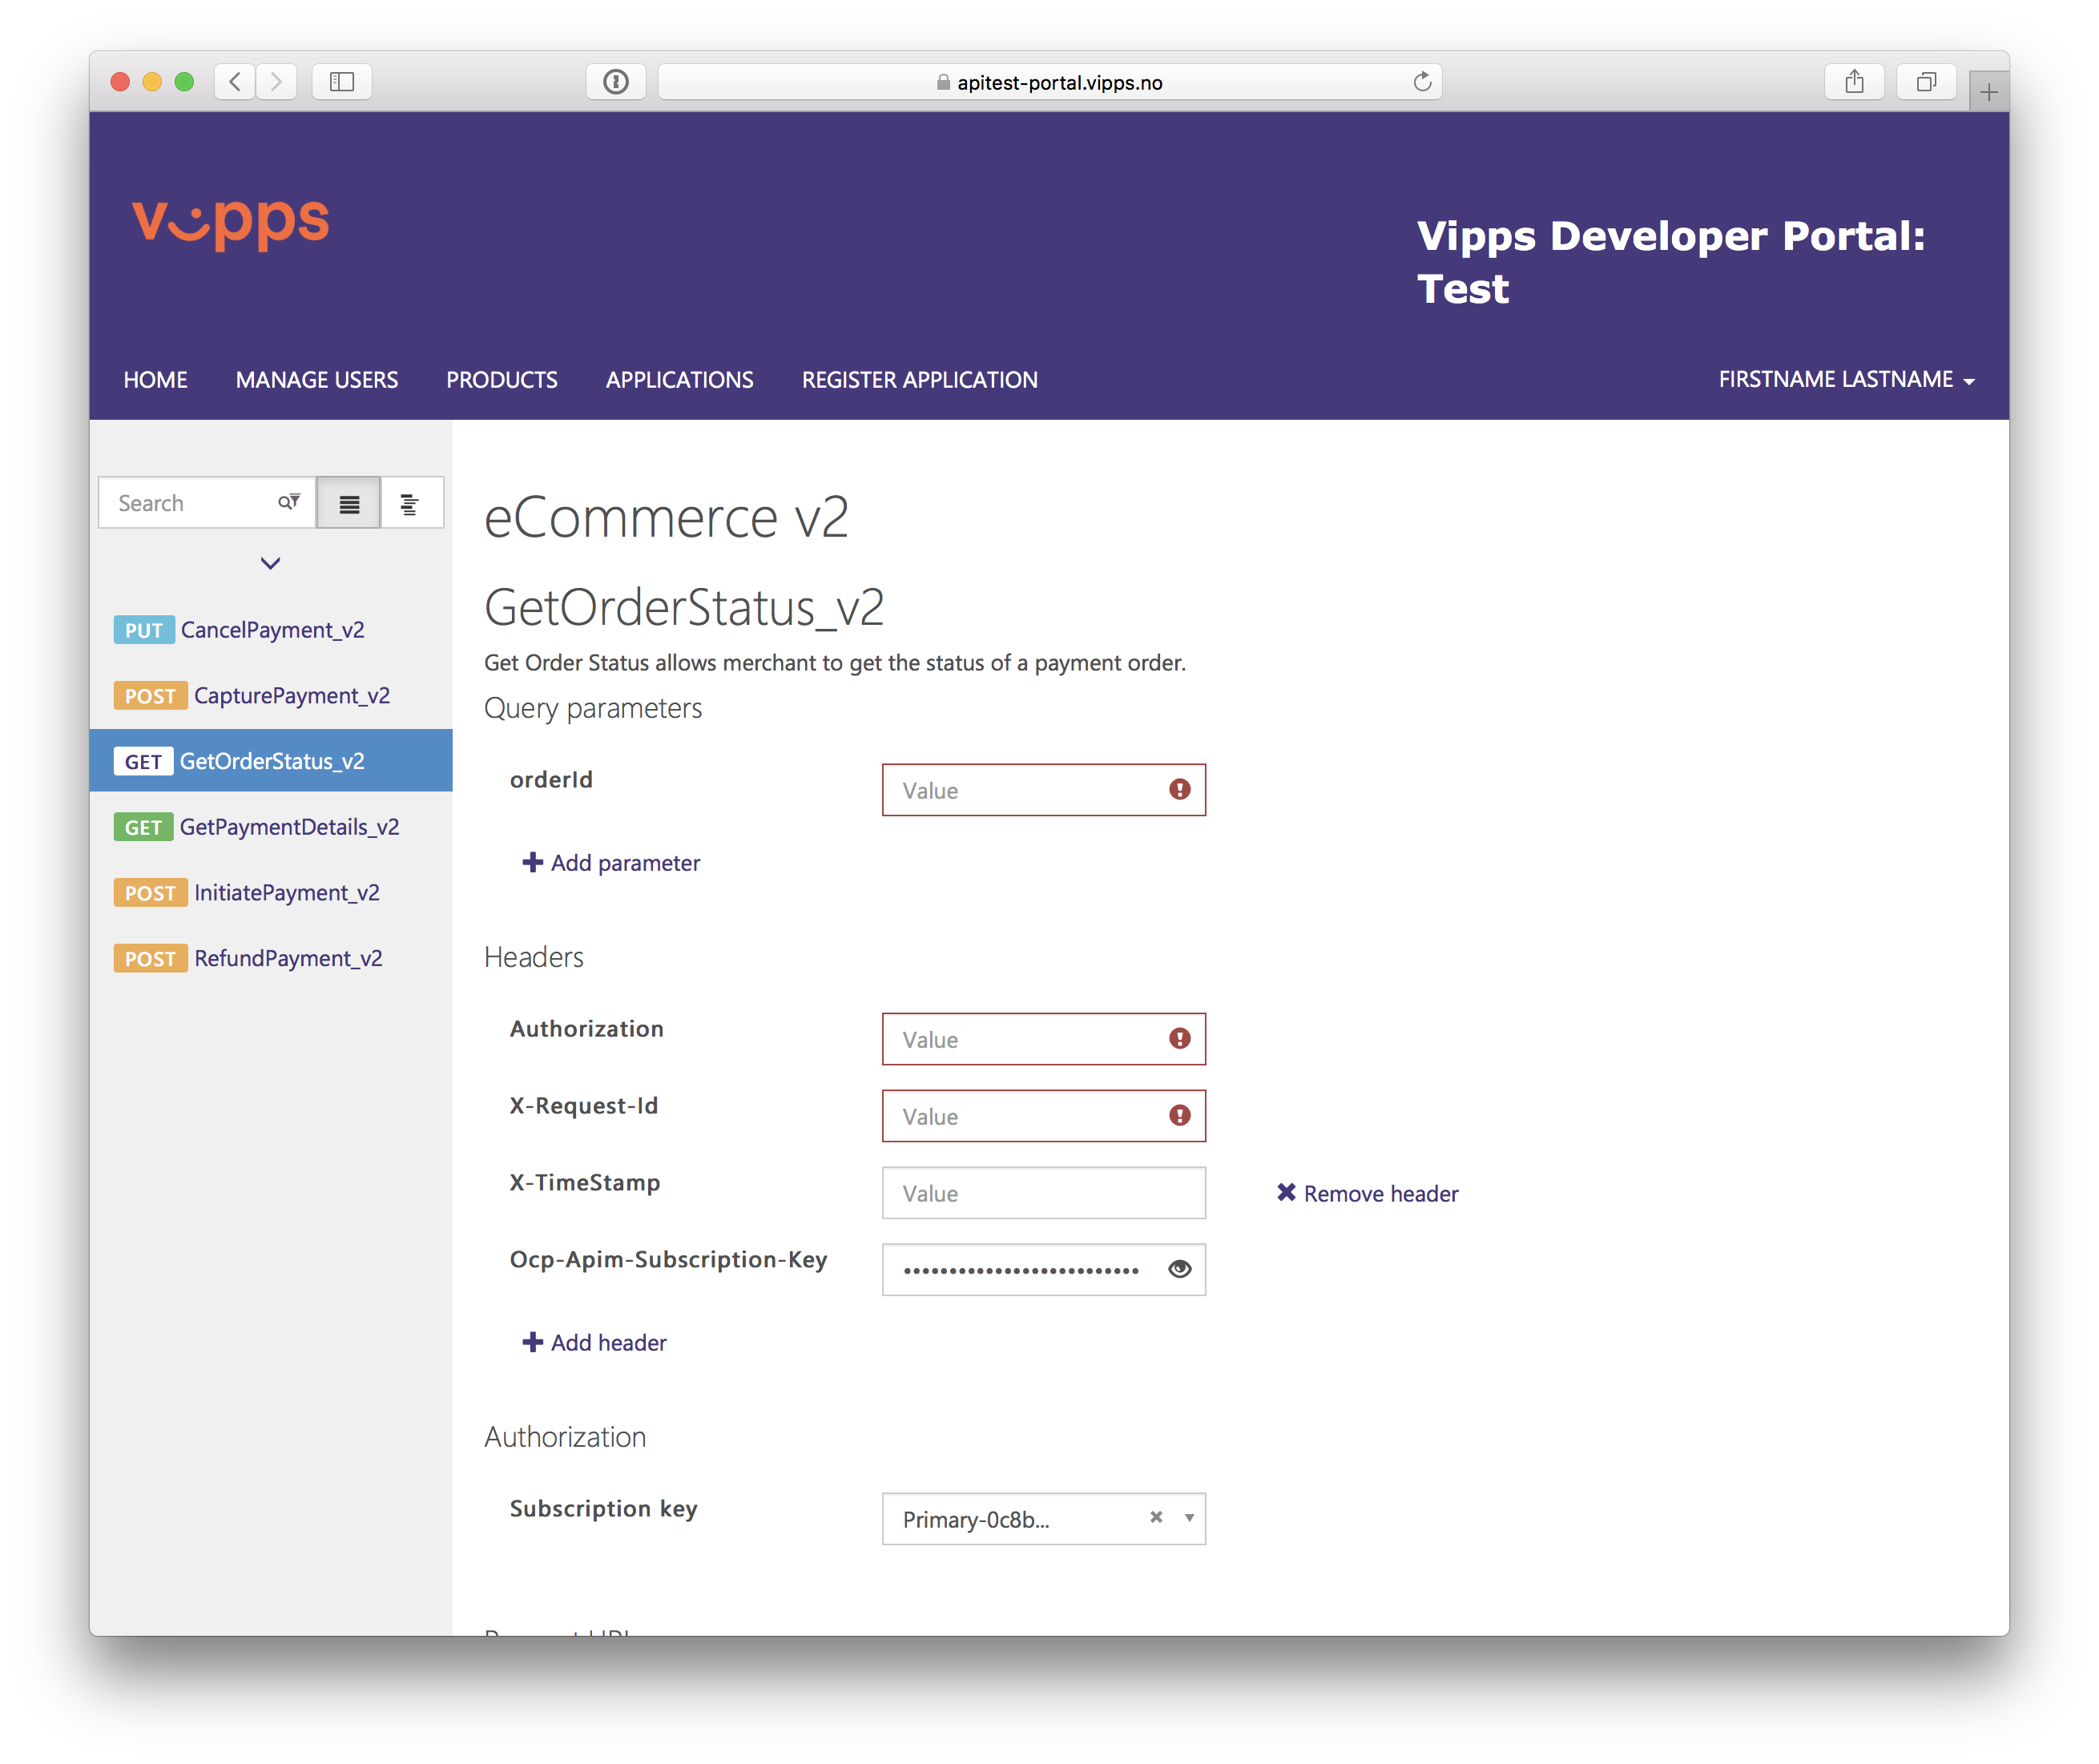 apitest-portal.vipps.no
vipps
Vipps Developer Portal:
Test
HOME MANAGE USERS PRODUCTS APPLICATIONS REGISTER APPLICATION FIRSTNAME LASTNAME
Search
PUT CancelPayment_v2
POST CapturePayment_v2
GET GetOrderStatus_v2
GET GetPaymentDetails_v2
POST InitiatePayment_v2
POST RefundPayment_v2
eCommerce v2
GetOrderStatus_v2
Get Order Status allows merchant to get the status of a payment order.
Query parameters
orderId Value
Add parameter
Headers
Authorization Value
X-Request-Id Value
X-TimeStamp Value Remove header
Ocp-Apim-Subscription-Key ••••••••••••••••••••••••••
Add header
Authorization
Subscription key Primary-0c8b...